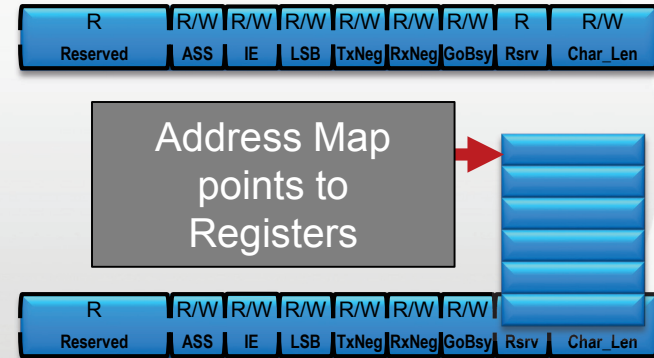 R R/W R/W R/W R/W R/W R/W R R/W
Reserved ASS IE LSB TxNeg RxNeg GoBsy Rsrv Char_Len
Address Map
points to
Registers
R R/W R/W R/W R/W R/W R/W
Reserved ASS IE LSB TxNeg RxNeg GoBsy Rsrv Char_Len